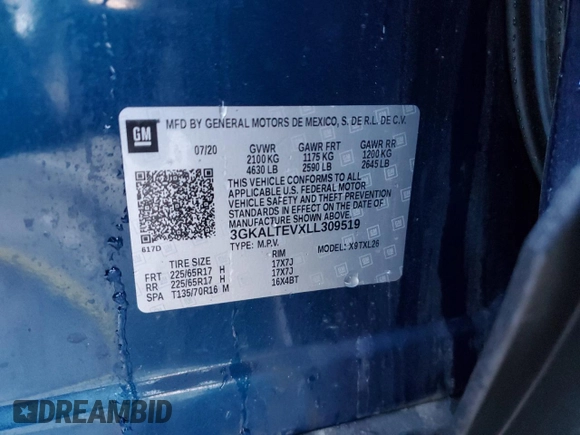 GM
MFD BY GENERAL MOTORS DE MEXICO, S. DE R.L. DE C.V.
07/20 GVWR GAWR FRT GAWR RR
2100 KG 1175 KG 1200 KG
4630 LB 2590 LB 2645 LB
THIS VEHICLE CONFORMS TO ALL
APPLICABLE U.S. FEDERAL MOTOR
VEHICLE SAFETY AND THEFT PREVENTION
STANDARDS IN EFFECT ON THE DATE OF
MANUFACTURE SHOWN ABOVE.
3GKALTEVXLL309519
617D TYPE: M.P.V. MODEL: X9TXL26
TIRE SIZE RIM
FRT 225/65R17 H 17X7J
RR 225/65R17 H 17X7J
SPA T135/70R16 M 16X4BT
DREAMBID